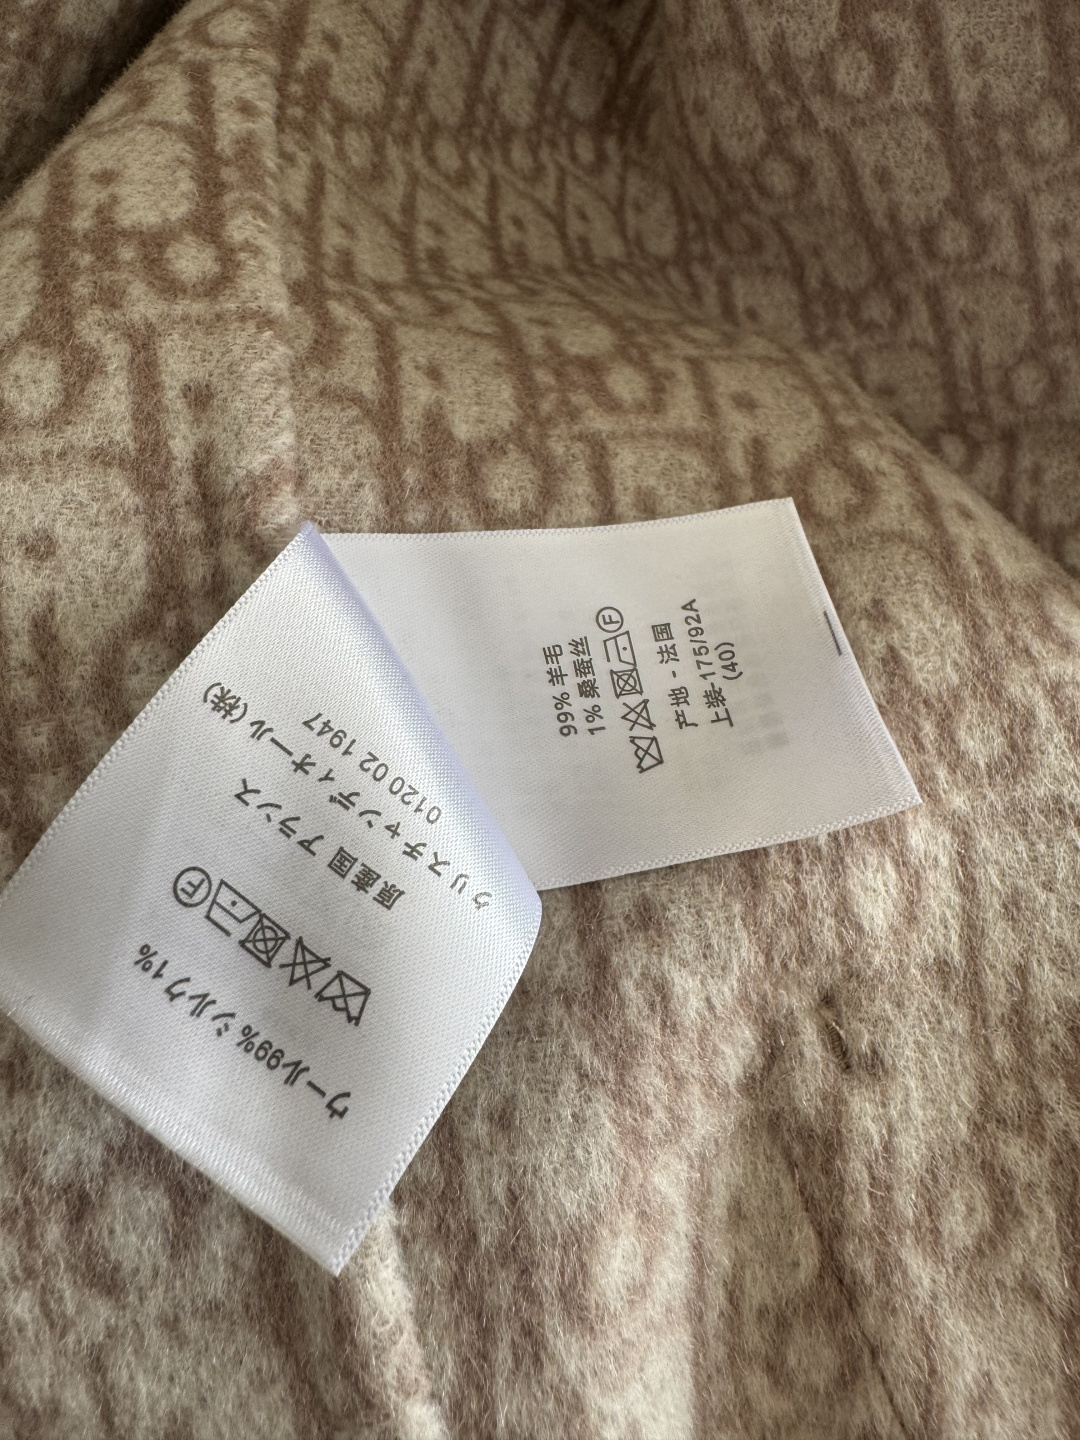 99% 羊毛
1% 桑蚕丝
F
产地 - 法国
上装-175/92A
(40)
ウール99% シルク1%
F
原産国 フランス
クリスチャンディオール(株)
0120 02 1947